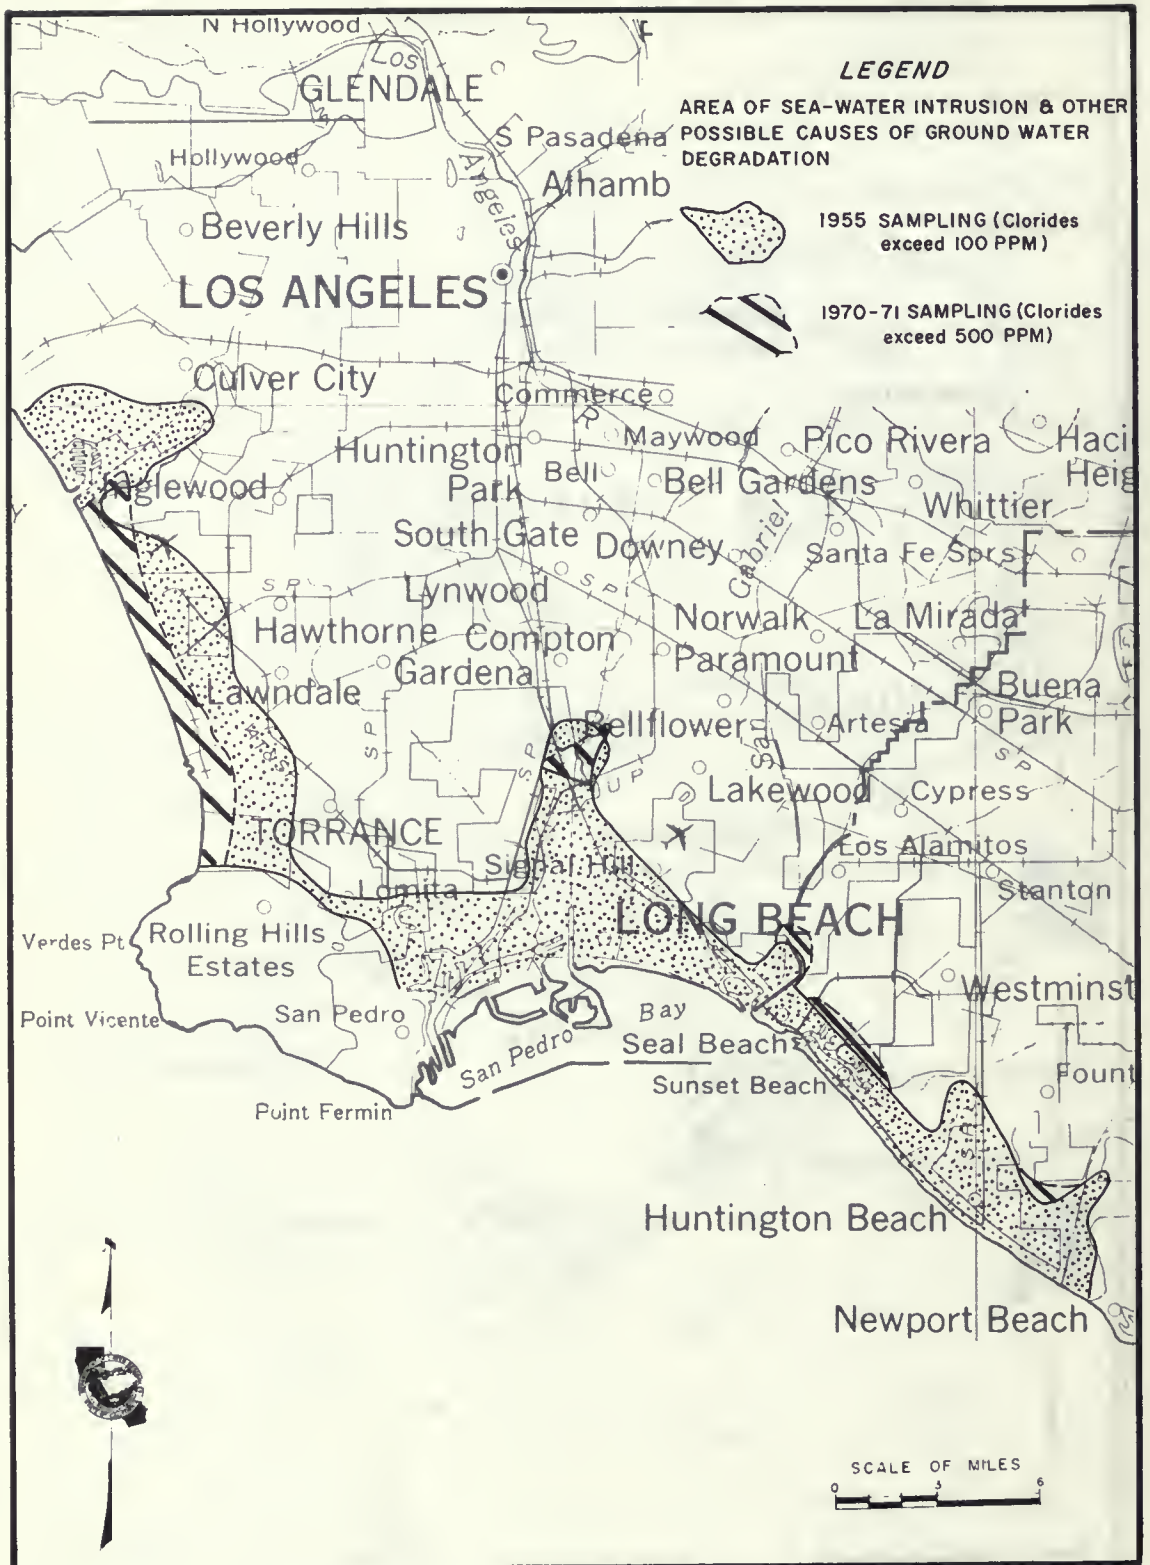 N Hollywood
Los
GLENDALE
LEGEND
AREA OF SEA-WATER INTRUSION & OTHER
POSSIBLE CAUSES OF GROUND WATER
DEGRADATION
S Pasadena
Hollywood
Angeles
Alhamb
Beverly Hills
1955 SAMPLING (Clorides
exceed 100 PPM)
LOS ANGELES
1970-71 SAMPLING (Clorides
exceed 500 PPM)
Culver City
Commerce
R
Maywood
Pico Rivera
Haci
Heig
Huntington
Park
Bell
Bell Gardens
Inglewood
Whittier
South Gate
Downey
Gabriel
Santa Fe Sprs
S P
S P
Lynwood
Norwalk
La Mirada
Hawthorne
Compton
Gardena
Paramount
Lawndale
Buena
Park
Bellflower
San
Artesia
S P
S P
S P
U P
Lakewood
Cypress
TORRANCE
Los Alamitos
Signal Hill
Lomita
Stanton
LONG BEACH
Verdes Pt
Rolling Hills
Estates
Westminst
San Pedro
Point Vicente
San Pedro
Bay
Seal Beach
Sunset Beach
Fount
Point Fermin
Huntington Beach
Newport Beach
SCALE OF MILES
0 3 6